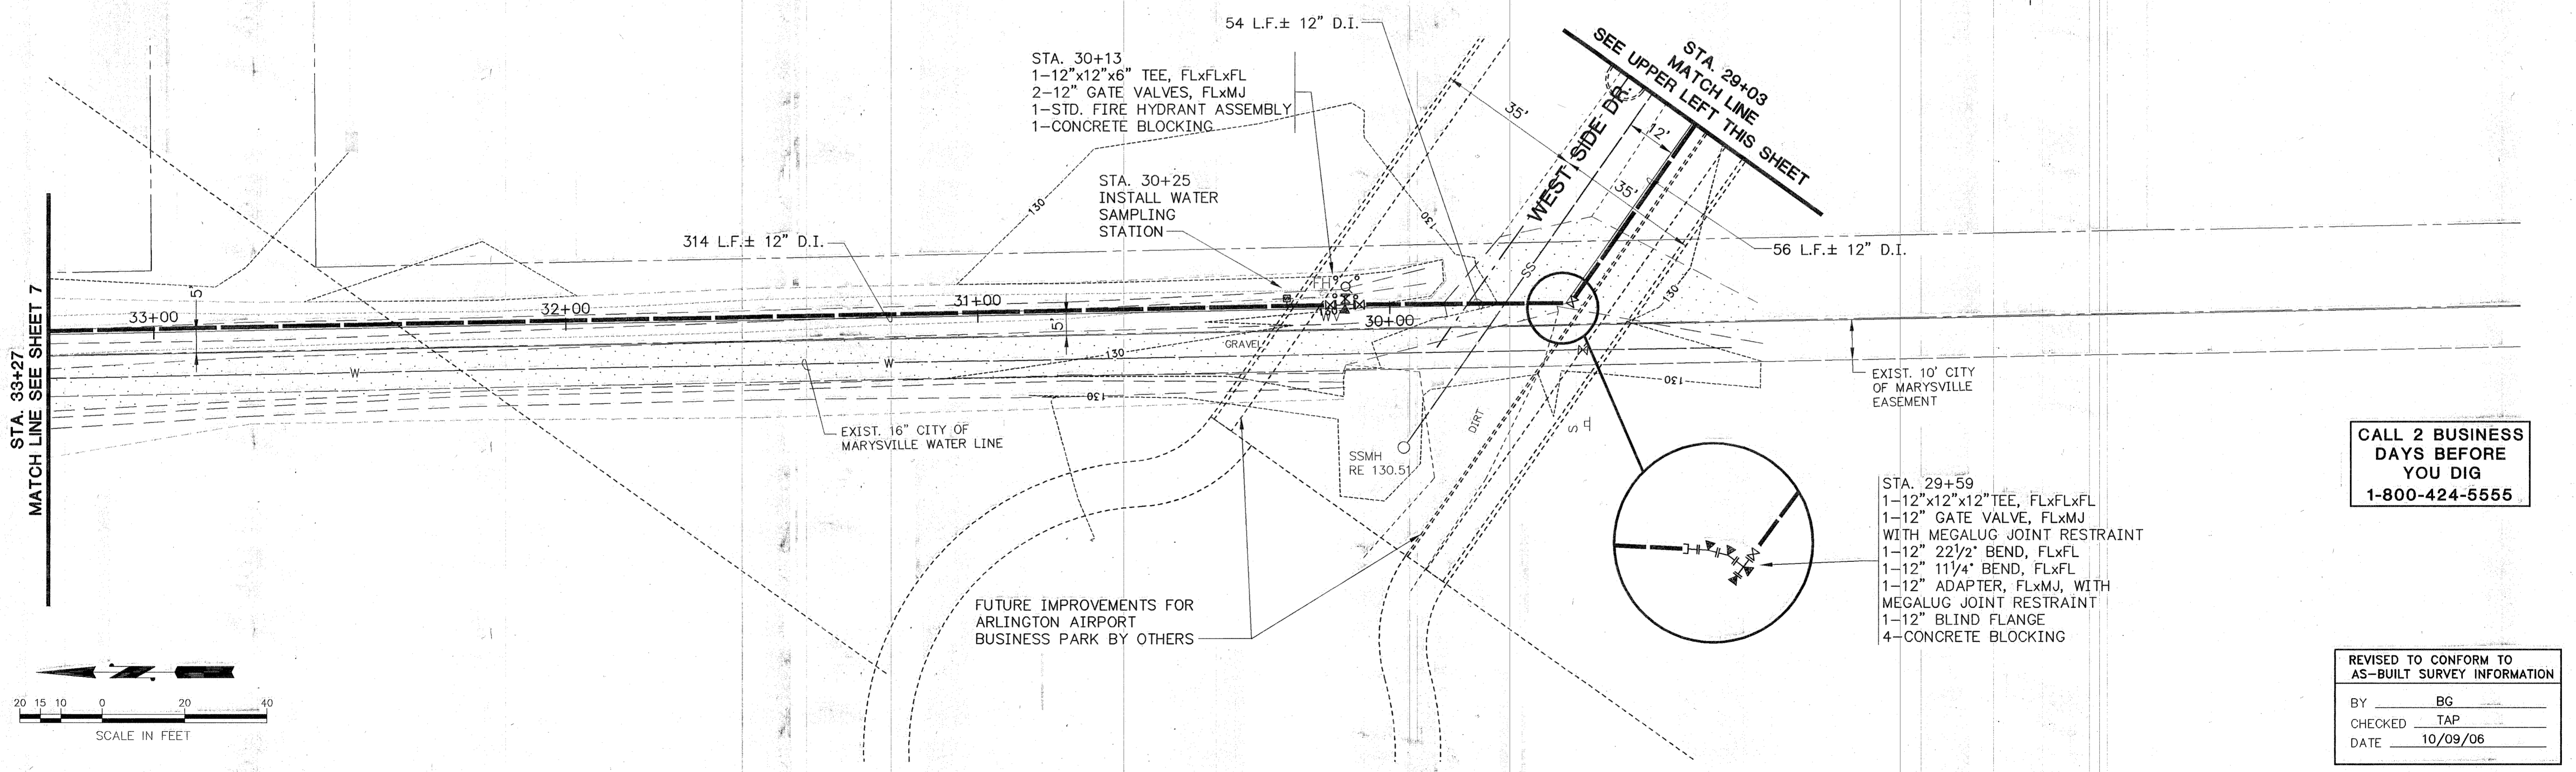 54 L.F.± 12" D.I.
STA. 30+13
1-12"x12"x6" TEE, FLxFLxFL
2-12" GATE VALVES, FLxMJ
1-STD. FIRE HYDRANT ASSEMBLY
1-CONCRETE BLOCKING
STA. 29+03
MATCH LINE
SEE UPPER LEFT THIS SHEET
35'
12'
35'
WEST SIDE DR.
STA. 30+25
INSTALL WATER
SAMPLING
STATION
130
130
314 L.F.± 12" D.I.
56 L.F.± 12" D.I.
SS
FH
130
5'
33+00
32+00
31+00
5'
WV
30+00
GRAVEL
130
W
W
130
130
STA. 33+27
MATCH LINE SEE SHEET 7
EXIST. 16" CITY OF
MARYSVILLE WATER LINE
EXIST. 10' CITY
OF MARYSVILLE
EASEMENT
DIRT
S
SSMH
RE 130.51
CALL 2 BUSINESS
DAYS BEFORE
YOU DIG
1-800-424-5555
STA. 29+59
1-12"x12"x12"TEE, FLxFLxFL
1-12" GATE VALVE, FLxMJ
WITH MEGALUG JOINT RESTRAINT
1-12" 22½° BEND, FLxFL
1-12" 11¼° BEND, FLxFL
1-12" ADAPTER, FLxMJ, WITH
MEGALUG JOINT RESTRAINT
1-12" BLIND FLANGE
4-CONCRETE BLOCKING
FUTURE IMPROVEMENTS FOR
ARLINGTON AIRPORT
BUSINESS PARK BY OTHERS
20 15 10 0 20 40
SCALE IN FEET
REVISED TO CONFORM TO
AS-BUILT SURVEY INFORMATION
BY BG
CHECKED TAP
DATE 10/09/06